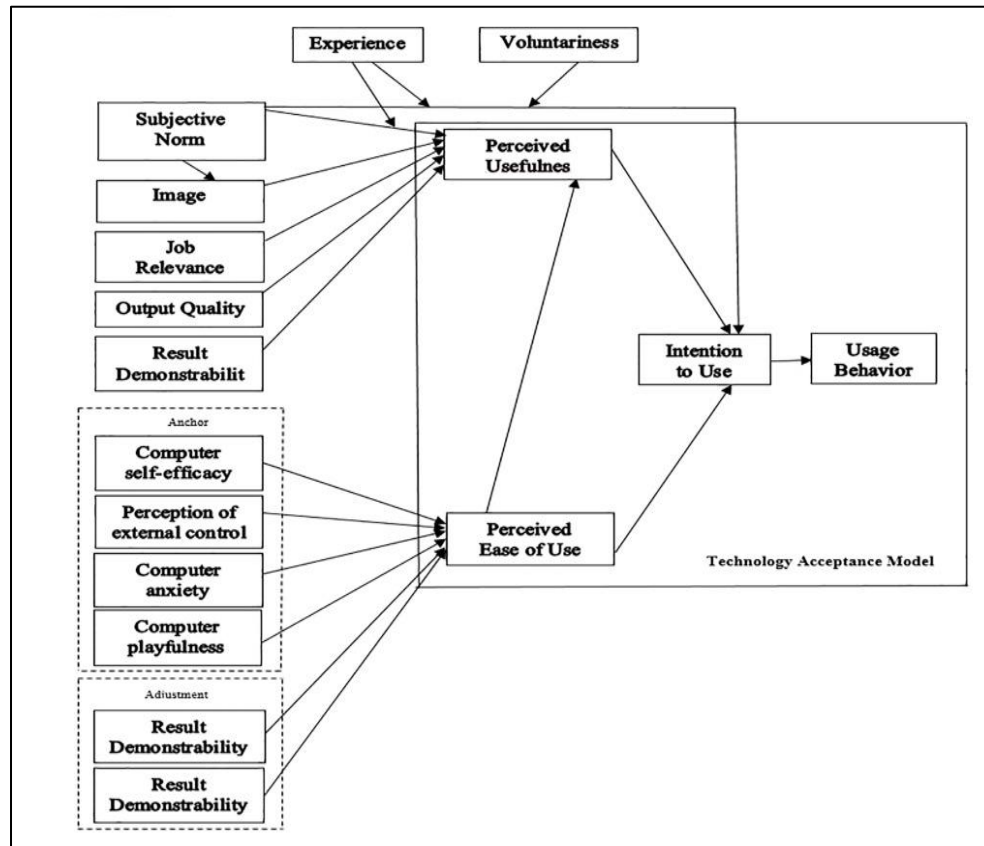 Experience
Voluntariness
Subjective
Norm
Perceived
Usefulnes
Image
Job
Relevance
Output Quality
Result
Demonstrabilit
Intention
to Use
Usage
Behavior
Anchor
Computer
self-efficacy
Perception of
external control
Computer
anxiety
Computer
playfulness
Perceived
Ease of Use
Technology Acceptance Model
Adiustment
Result
Demonstrability
Result
Demonstrability